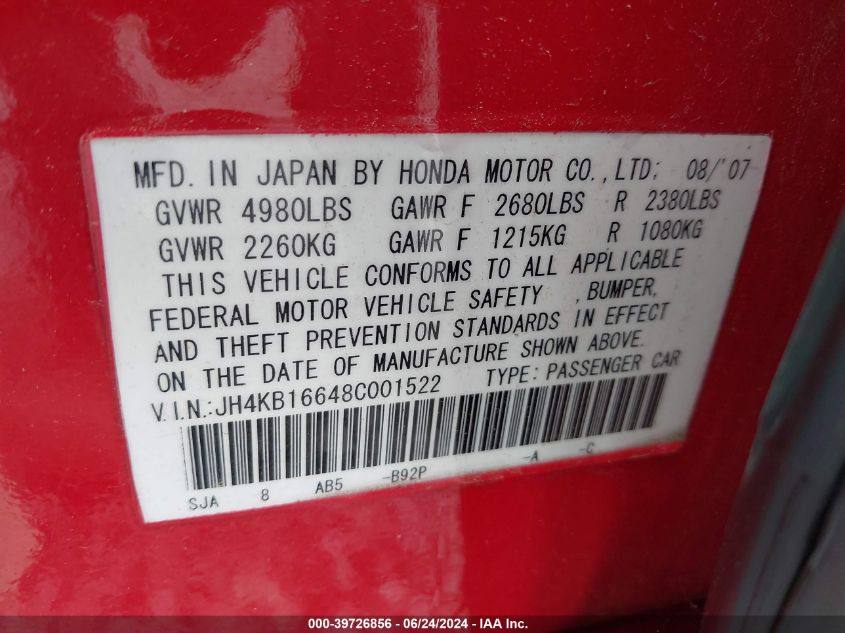 MFD. IN JAPAN BY HONDA MOTOR CO.,LTD; 08/'07
GVWR 4980LBS GAWR F 2680LBS R 2380LBS
GVWR 2260KG GAWR F 1215KG R 1080KG
THIS VEHICLE CONFORMS TO ALL APPLICABLE
FEDERAL MOTOR VEHICLE SAFETY , BUMPER,
AND THEFT PREVENTION STANDARDS IN EFFECT
ON THE DATE OF MANUFACTURE SHOWN ABOVE.
V.I.N.:JH4KB16648C001522 TYPE: PASSENGER CAR
SJA 8 AB5 -B92P -A -C
000-39726856 - 06/24/2024 - IAA Inc.